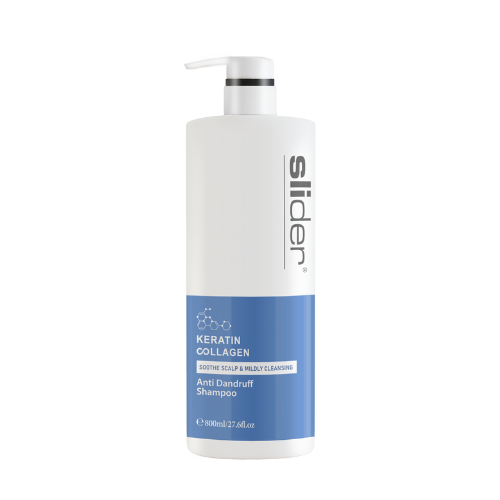 slider®
KERATIN
COLLAGEN
SOOTHE SCALP & MILDLY CLEANSING
Anti Dandruff
Shampoo
℮ 800ml/27.6fl.oz